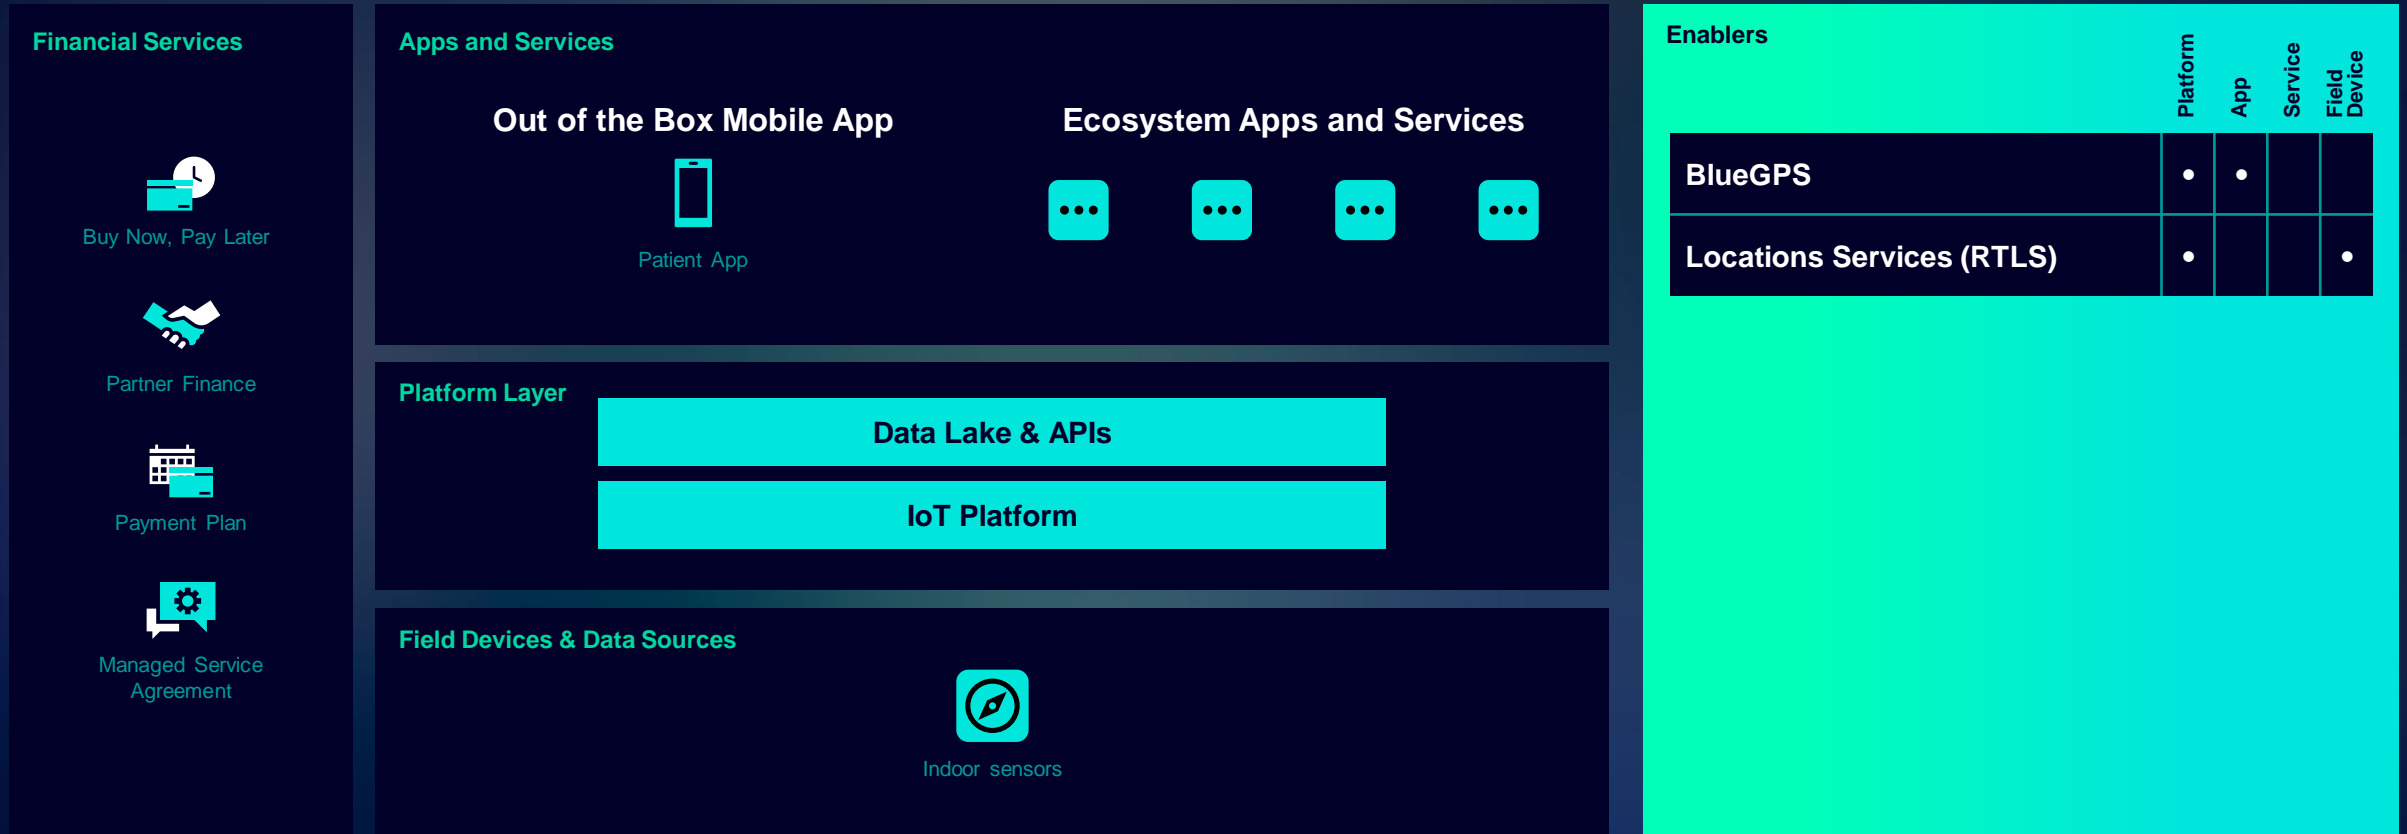 Financial Services
Buy Now, Pay Later
Partner Finance
Payment Plan
Managed Service
Agreement
Apps and Services
Out of the Box Mobile App
Patient App
Ecosystem Apps and Services
Platform Layer
Data Lake & APIs
IoT Platform
Field Devices & Data Sources
Indoor sensors
Enablers
Platform
App
Service
Field
Device
BlueGPS
Locations Services (RTLS)